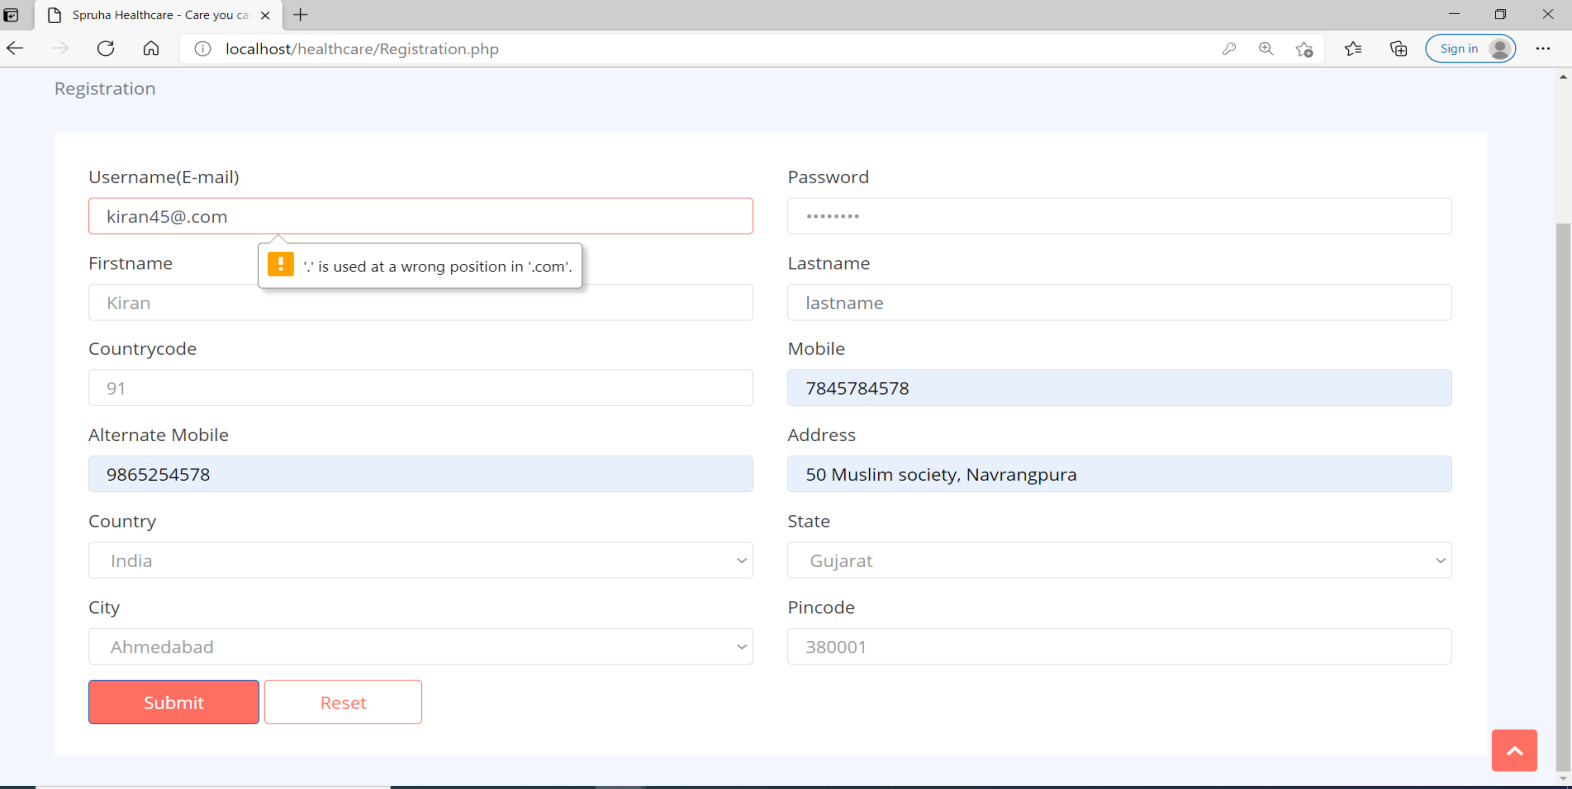 Spruha Healthcare - Care you ca
localhost/healthcare/Registration.php
Sign in
Registration
Username(E-mail)
Password
kiran45@.com
••••••••
'.' is used at a wrong position in '.com'.
Firstname
Lastname
Kiran
lastname
Countrycode
Mobile
91
7845784578
Alternate Mobile
Address
9865254578
50 Muslim society, Navrangpura
Country
State
India
Gujarat
City
Pincode
Ahmedabad
380001
Submit
Reset